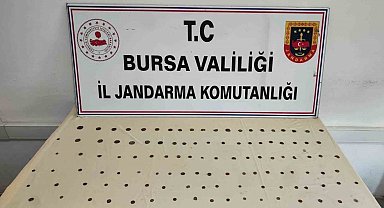 T.C
BURSA VALİLİĞİ
İL JANDARMA KOMUTANLIĞI